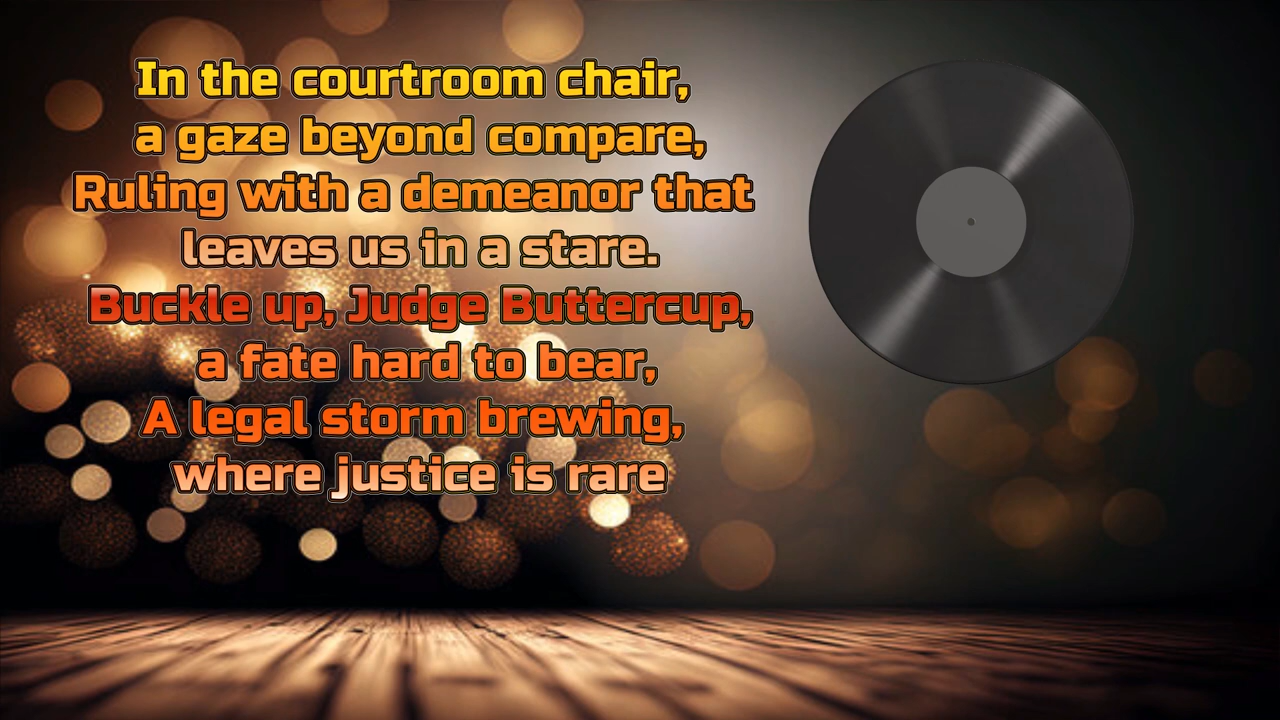 In the courtroom chair,
a gaze beyond compare,
Ruling with a demeanor that
leaves us in a stare.
Buckle up, Judge Buttercup,
a fate hard to bear,
A legal storm brewing,
where justice is rare